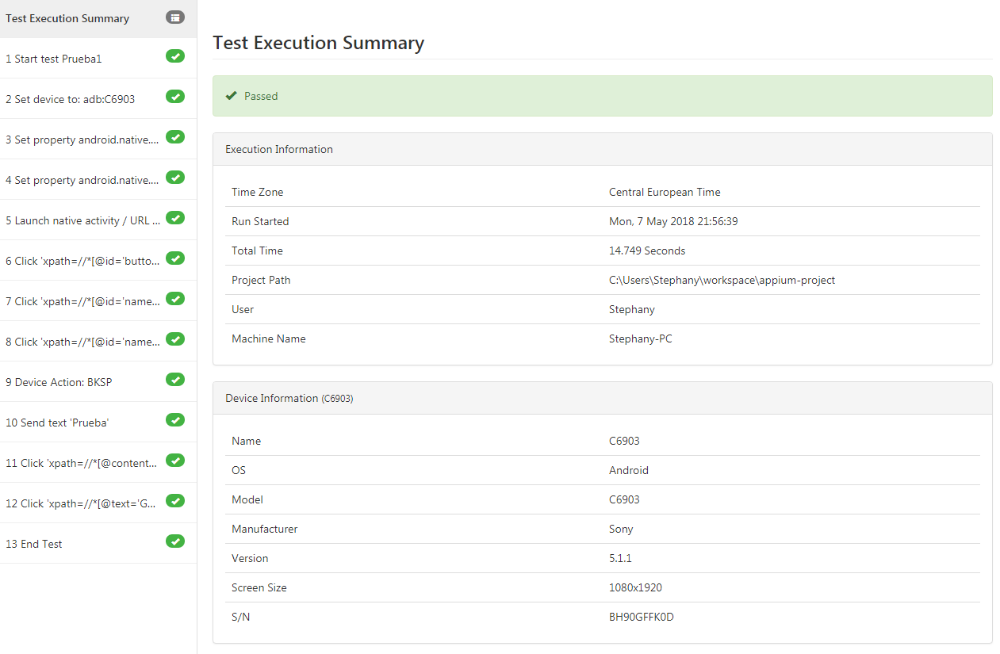 Test Execution Summary
1 Start test Prueba1
2 Set device to: adb:C6903
3 Set property android.native....
4 Set property android.native....
5 Launch native activity / URL ...
6 Click 'xpath=//*[@id='butto...
7 Click 'xpath=//*[@id='name...
8 Click 'xpath=//*[@id='name...
9 Device Action: BKSP
10 Send text 'Prueba'
11 Click 'xpath=//*[@content...
12 Click 'xpath=//*[@text='G...
13 End Test
Test Execution Summary
Passed
Execution Information
Time Zone Central European Time
Run Started Mon, 7 May 2018 21:56:39
Total Time 14.749 Seconds
Project Path C:\Users\Stephany\workspace\appium-project
User Stephany
Machine Name Stephany-PC
Device Information (C6903)
Name C6903
OS Android
Model C6903
Manufacturer Sony
Version 5.1.1
Screen Size 1080x1920
S/N BH90GFFK0D